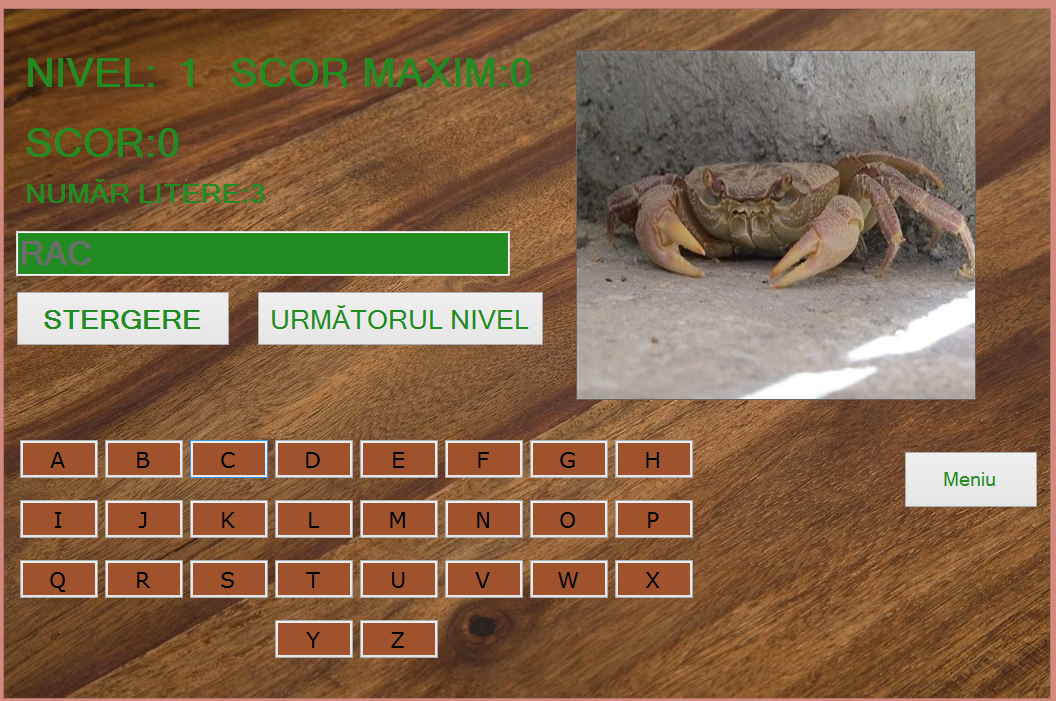 NIVEL: 1 SCOR MAXIM:0
SCOR:0
NUMĂR LITERE:3
RAC
STERGERE URMĂTORUL NIVEL
A B C D E F G H
Meniu
I J K L M N O P
Q R S T U V W X
Y Z